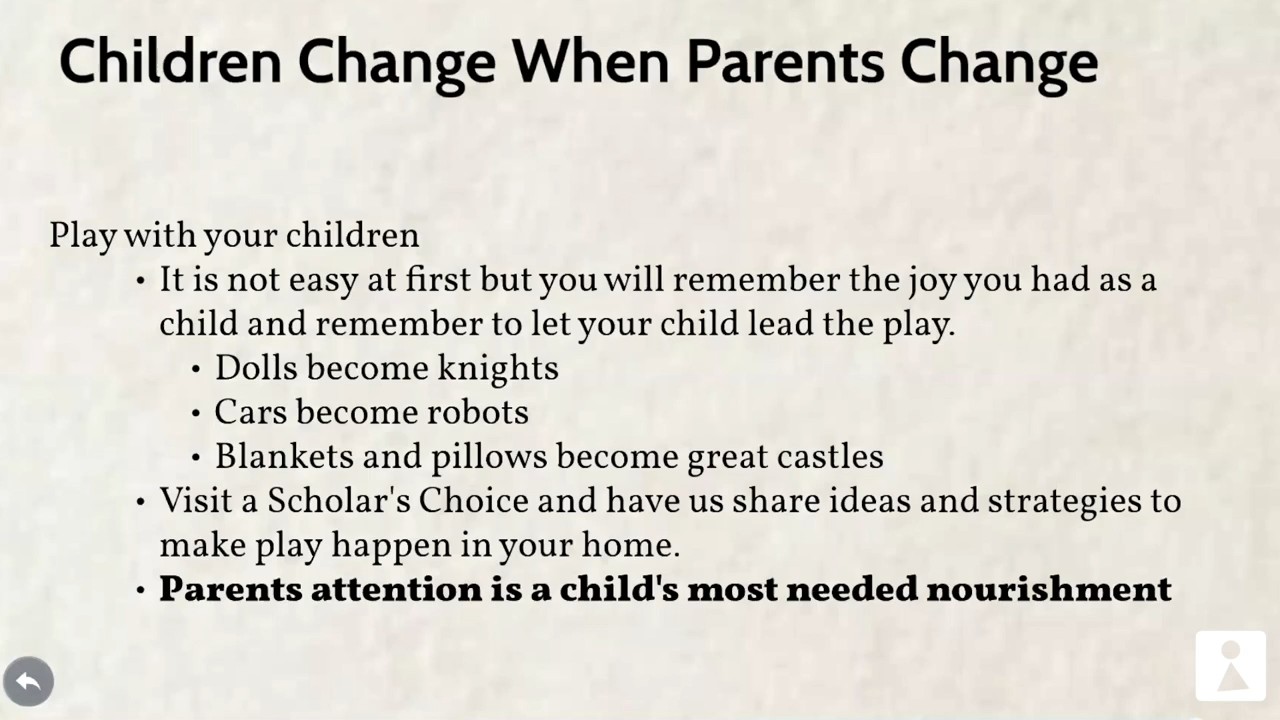 Children Change When Parents Change
Play with your children
• It is not easy at first but you will remember the joy you had as a
child and remember to let your child lead the play.
• Dolls become knights
• Cars become robots
• Blankets and pillows become great castles
• Visit a Scholar's Choice and have us share ideas and strategies to
make play happen in your home.
• Parents attention is a child's most needed nourishment